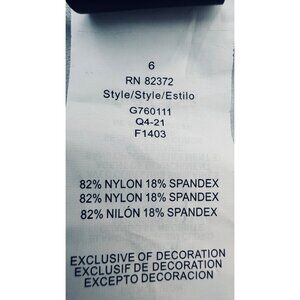 6
RN 82372
Style/Style/Estilo
G760111
Q4-21
F1403
82% NYLON 18% SPANDEX
82% NYLON 18% SPANDEX
82% NILÓN 18% SPANDEX
EXCLUSIVE OF DECORATION
EXCLUSIF DE DECORATION
EXCEPTO DECORACION